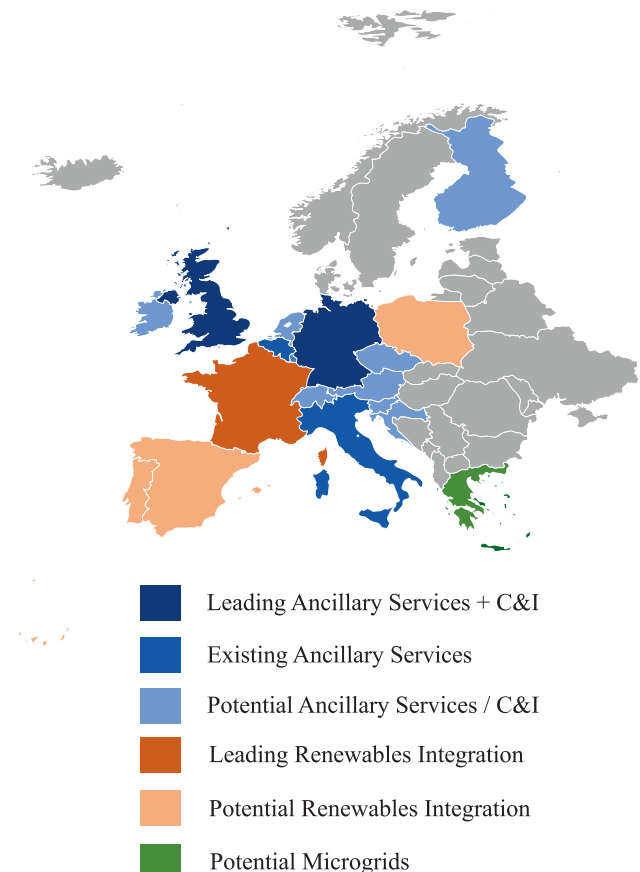 Leading Ancillary Services + C&I
Existing Ancillary Services
Potential Ancillary Services / C&I
Leading Renewables Integration
Potential Renewables Integration
Potential Microgrids